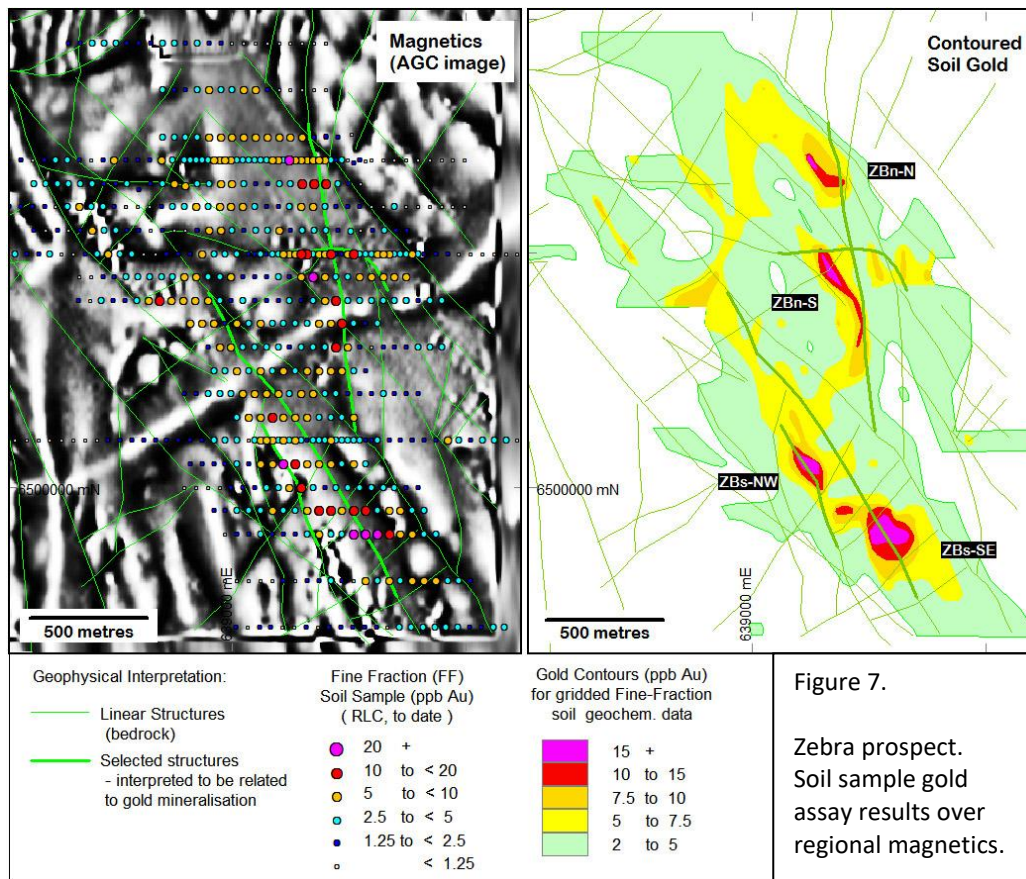 Magnetics
(AGC image)
6500000 mN
639000 mE
500 metres
Contoured
Soil Gold
ZBn-N
ZBn-S
ZBs-NW
ZBs-SE
6500000 mN
639000 mE
500 metres
Geophysical Interpretation:
Linear Structures
(bedrock)
Selected structures
- interpreted to be related
to gold mineralisation
Fine Fraction (FF)
Soil Sample (ppb Au)
( RLC, to date )
20 +
10 to < 20
5 to < 10
2.5 to < 5
1.25 to < 2.5
< 1.25
Gold Contours (ppb Au)
for gridded Fine-Fraction
soil geochem. data
15 +
10 to 15
7.5 to 10
5 to 7.5
2 to 5
Figure 7.
Zebra prospect.
Soil sample gold
assay results over
regional magnetics.